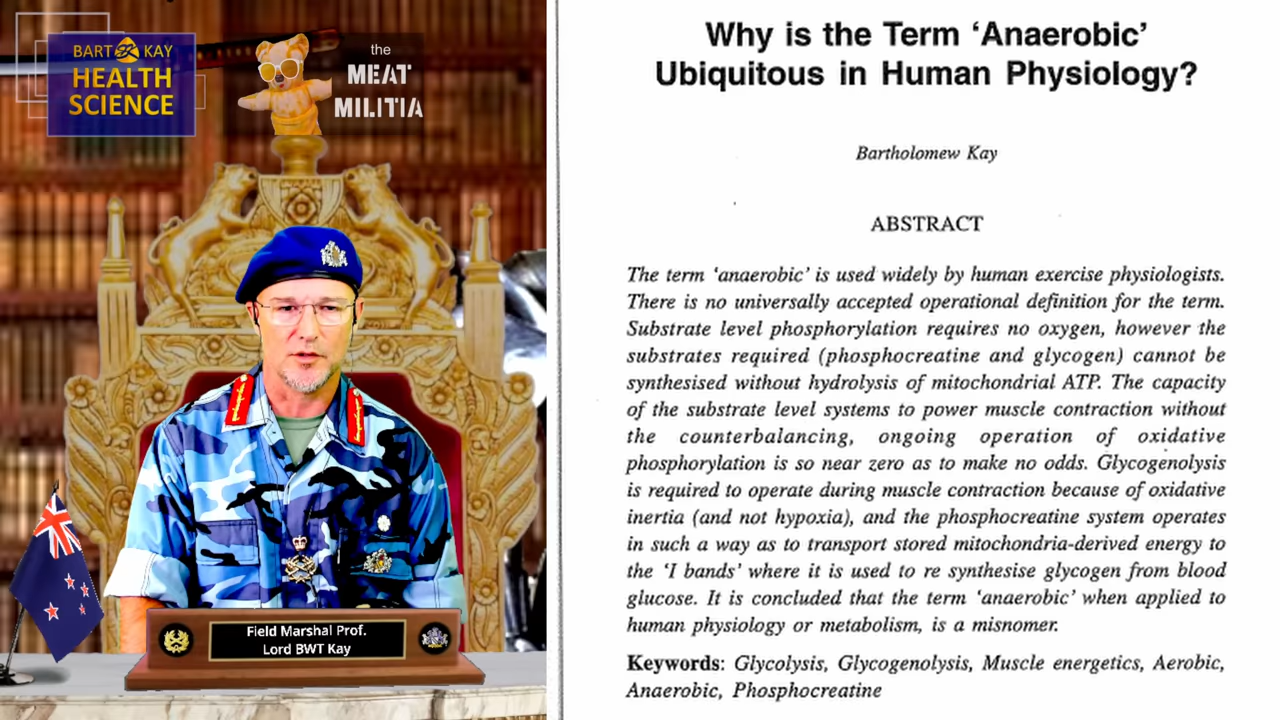 BART KAY
HEALTH
SCIENCE
the
MEAT
MILITIA
Field Marshal Prof.
Lord BWT Kay
Why is the Term ‘Anaerobic’
Ubiquitous in Human Physiology?
Bartholomew Kay
ABSTRACT
The term ‘anaerobic’ is used widely by human exercise physiologists.
There is no universally accepted operational definition for the term.
Substrate level phosphorylation requires no oxygen, however the
substrates required (phosphocreatine and glycogen) cannot be
synthesised without hydrolysis of mitochondrial ATP. The capacity
of the substrate level systems to power muscle contraction without
the counterbalancing, ongoing operation of oxidative
phosphorylation is so near zero as to make no odds. Glycogenolysis
is required to operate during muscle contraction because of oxidative
inertia (and not hypoxia), and the phosphocreatine system operates
in such a way as to transport stored mitochondria-derived energy to
the ‘I bands’ where it is used to re synthesise glycogen from blood
glucose. It is concluded that the term ‘anaerobic’ when applied to
human physiology or metabolism, is a misnomer.
Keywords: Glycolysis, Glycogenolysis, Muscle energetics, Aerobic,
Anaerobic, Phosphocreatine